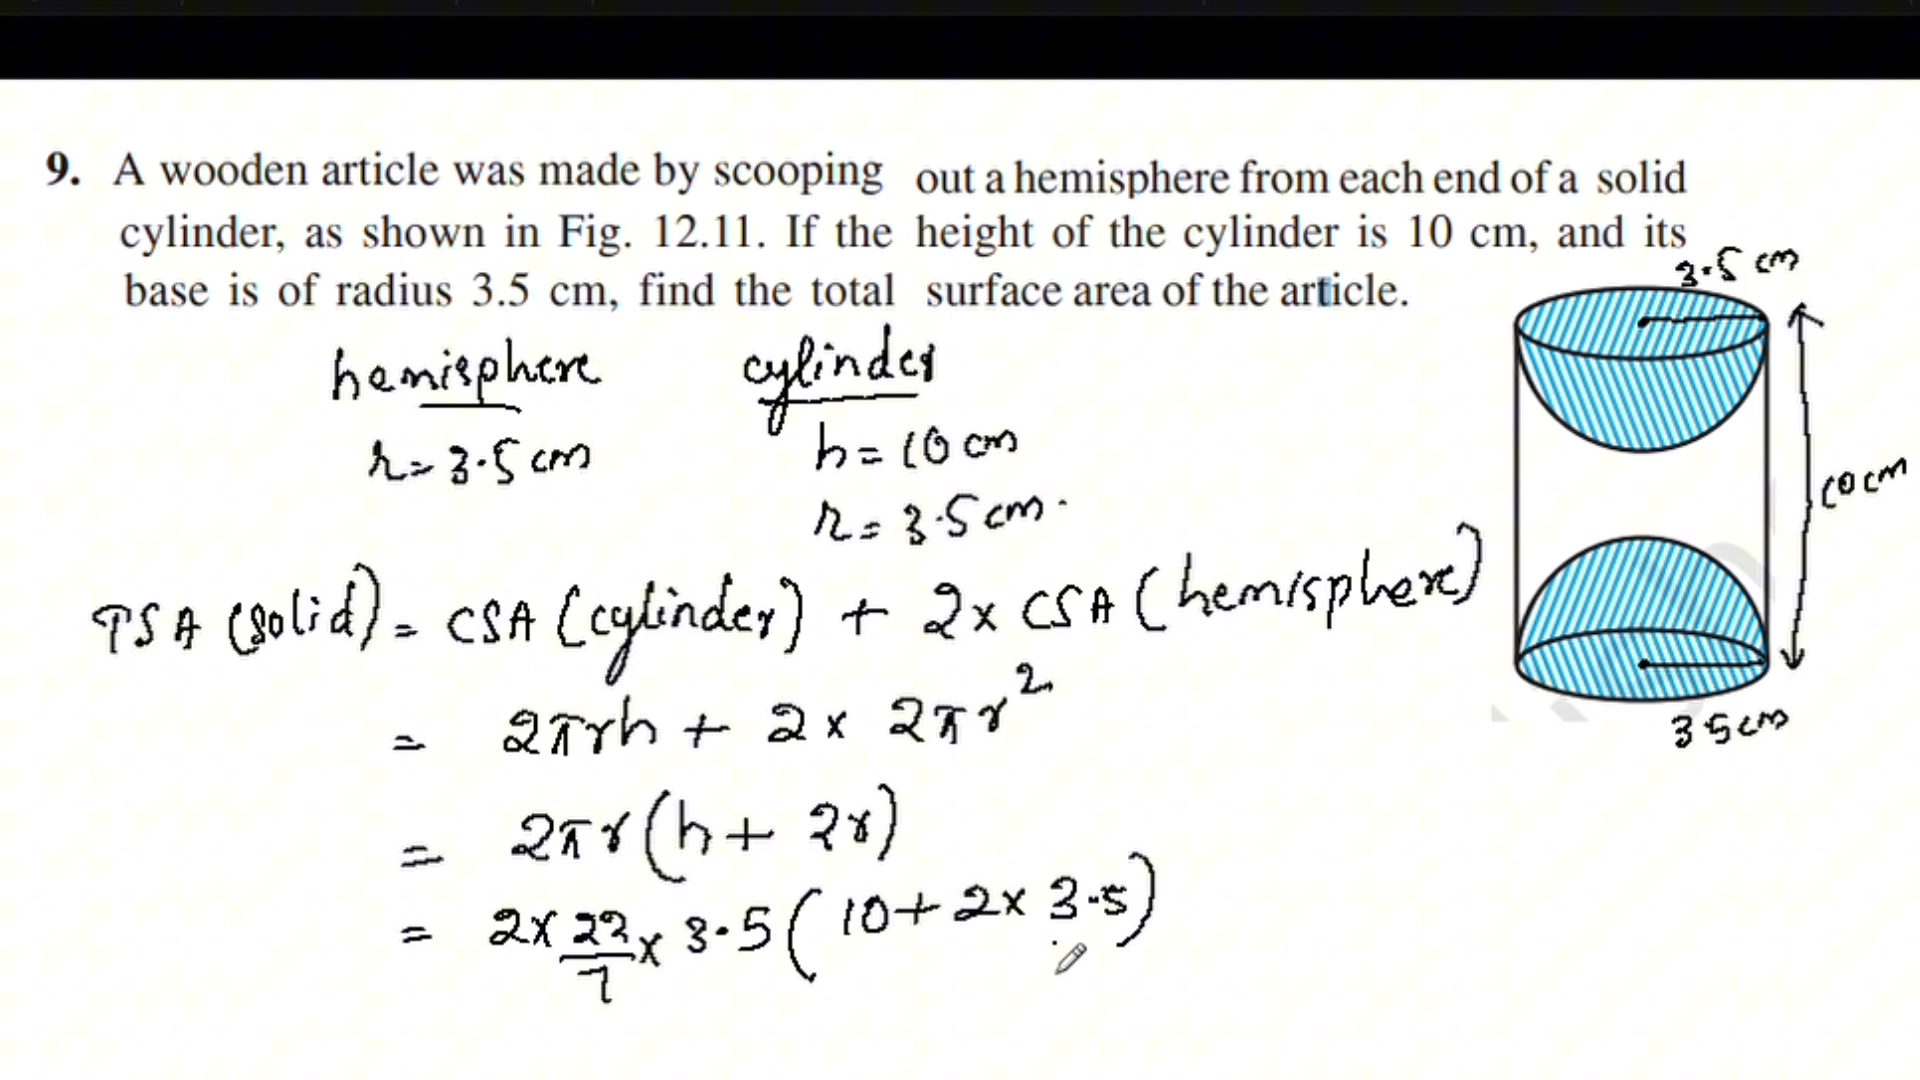 9. A wooden article was made by scooping out a hemisphere from each end of a solid
cylinder, as shown in Fig. 12.11. If the height of the cylinder is 10 cm, and its
base is of radius 3.5 cm, find the total surface area of the article.
3.5 cm
hemisphere cylinder
r = 3.5 cm h = 10 cm
r = 3.5 cm.
10 cm
TSA (solid) = CSA (cylinder) + 2 x CSA (hemisphere)
= 2πrh + 2 x 2πr²
3 5 cm
= 2πr (h + 2r)
= 2 x 22/7 x 3.5 (10 + 2 x 3.5)